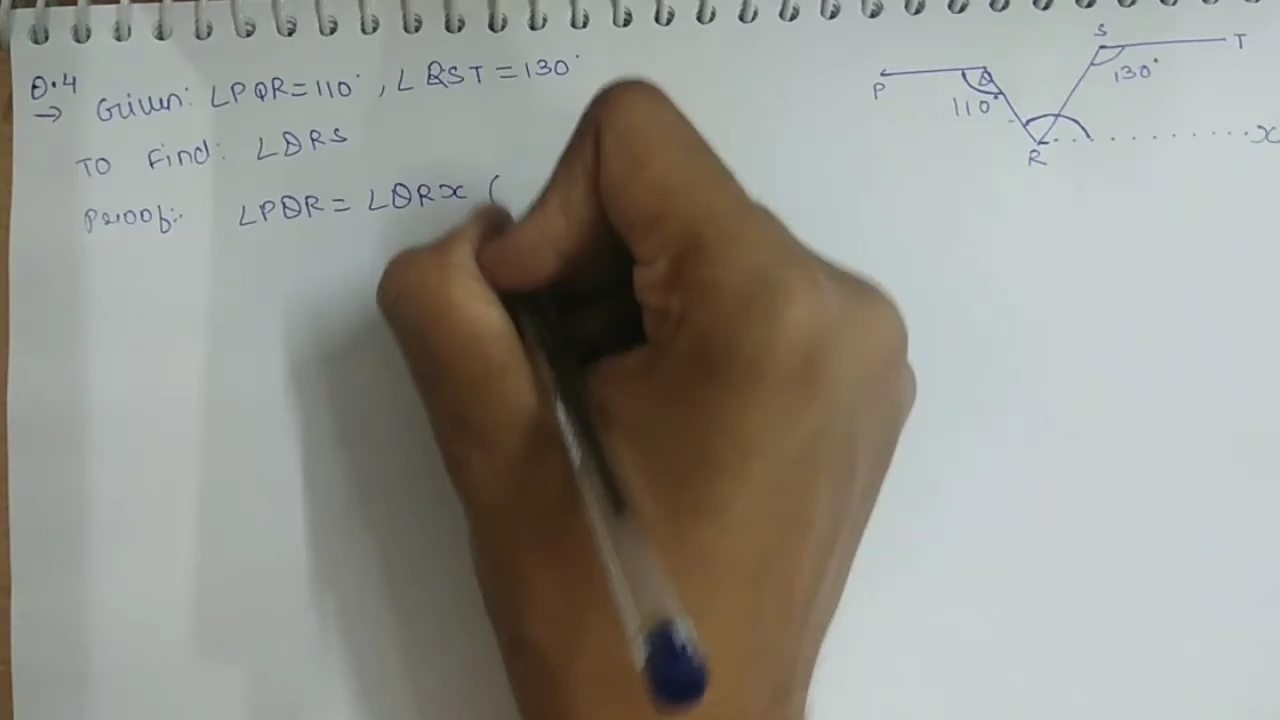 Q.4
→ Given: ∠PQR = 110°, ∠RST = 130°
To Find: ∠QRS
Proof:- ∠PQR = ∠QRx (
S
T
130°
P
Q
110°
R
x